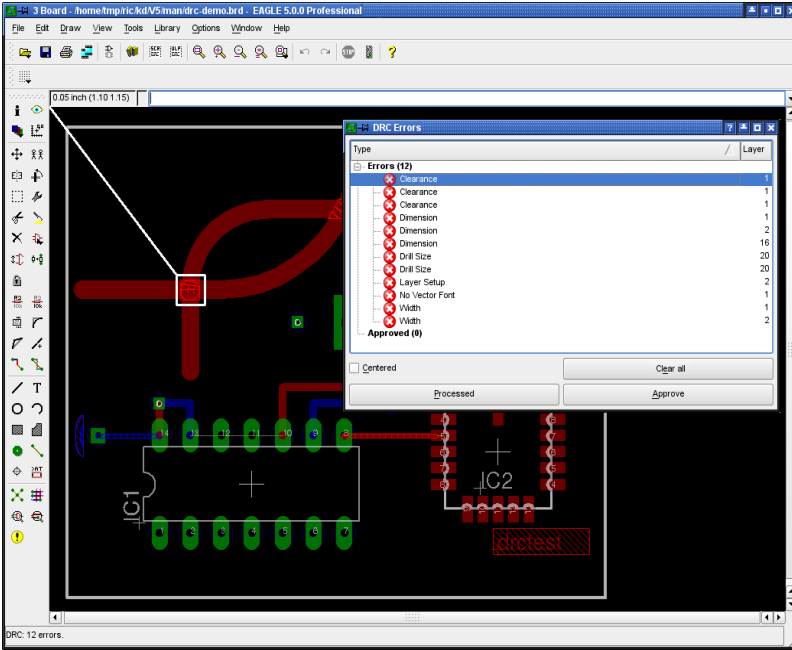 3 Board - /home/tmp/ric/kd/V5/man/drc-demo.brd - EAGLE 5.0.0 Professional
File Edit Draw View Tools Library Options Window Help
0.05 inch (1.10 1.15)
DRC Errors
Type / Layer
Errors (12)
Clearance 1
Clearance 1
Clearance 1
Dimension 1
Dimension 2
Dimension 16
Drill Size 20
Drill Size 20
Layer Setup 2
No Vector Font 1
Width 1
Width 2
Approved (0)
Centered Clear all
Processed Approve
14 13 12 11 10 9 8
IC1
1 2 3 4 5 6 7
IC2
drctest
DRC: 12 errors.